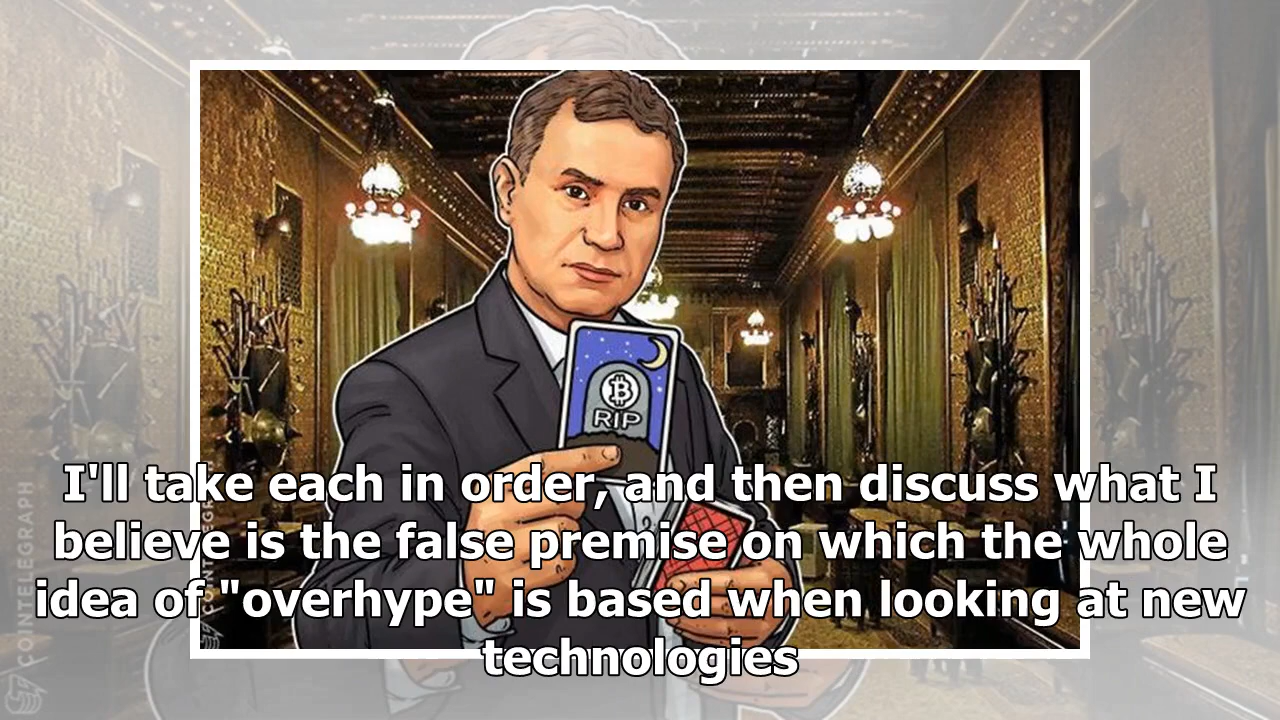 RIP
I'll take each in order, and then discuss what I
believe is the false premise on which the whole
idea of "overhype" is based when looking at new
technologies
COINTELEGRAPH